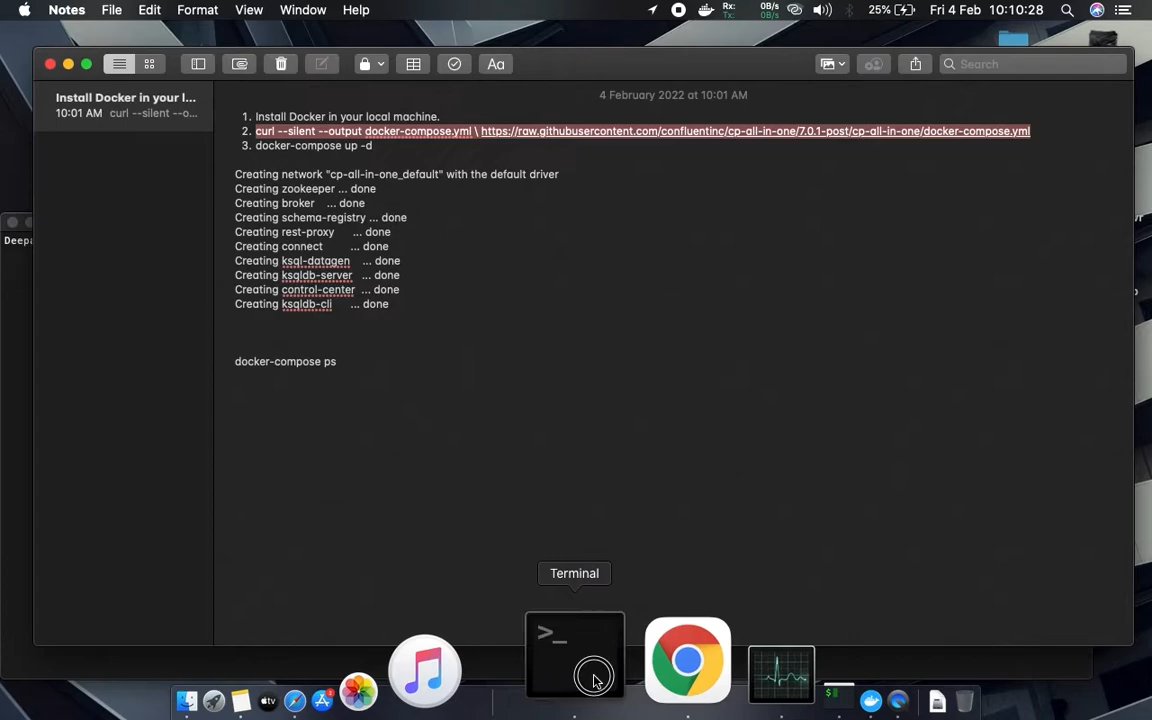 Notes File Edit Format View Window Help
Rx: 0B/s
Tx: 0B/s
25% Fri 4 Feb 10:10:28
Aa
Search
Install Docker in your l...
10:01 AM curl --silent --o...
4 February 2022 at 10:01 AM
1. Install Docker in your local machine.
2. curl --silent --output docker-compose.yml \ https://raw.githubusercontent.com/confluentinc/cp-all-in-one/7.0.1-post/cp-all-in-one/docker-compose.yml
3. docker-compose up -d
Creating network "cp-all-in-one_default" with the default driver
Creating zookeeper ... done
Creating broker ... done
Creating schema-registry ... done
Creating rest-proxy ... done
Creating connect ... done
Creating ksql-datagen ... done
Creating ksqldb-server ... done
Creating control-center ... done
Creating ksqldb-cli ... done
docker-compose ps
Deepa
Terminal
>_